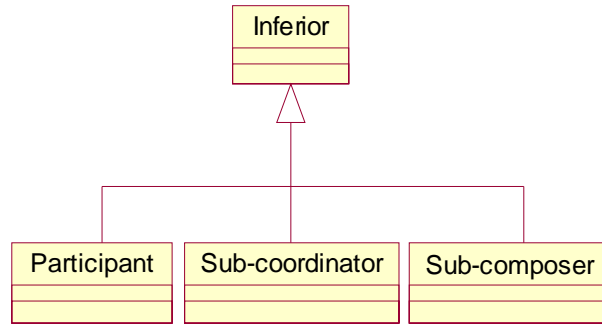 Inferior
Participant
Sub-coordinator
Sub-composer